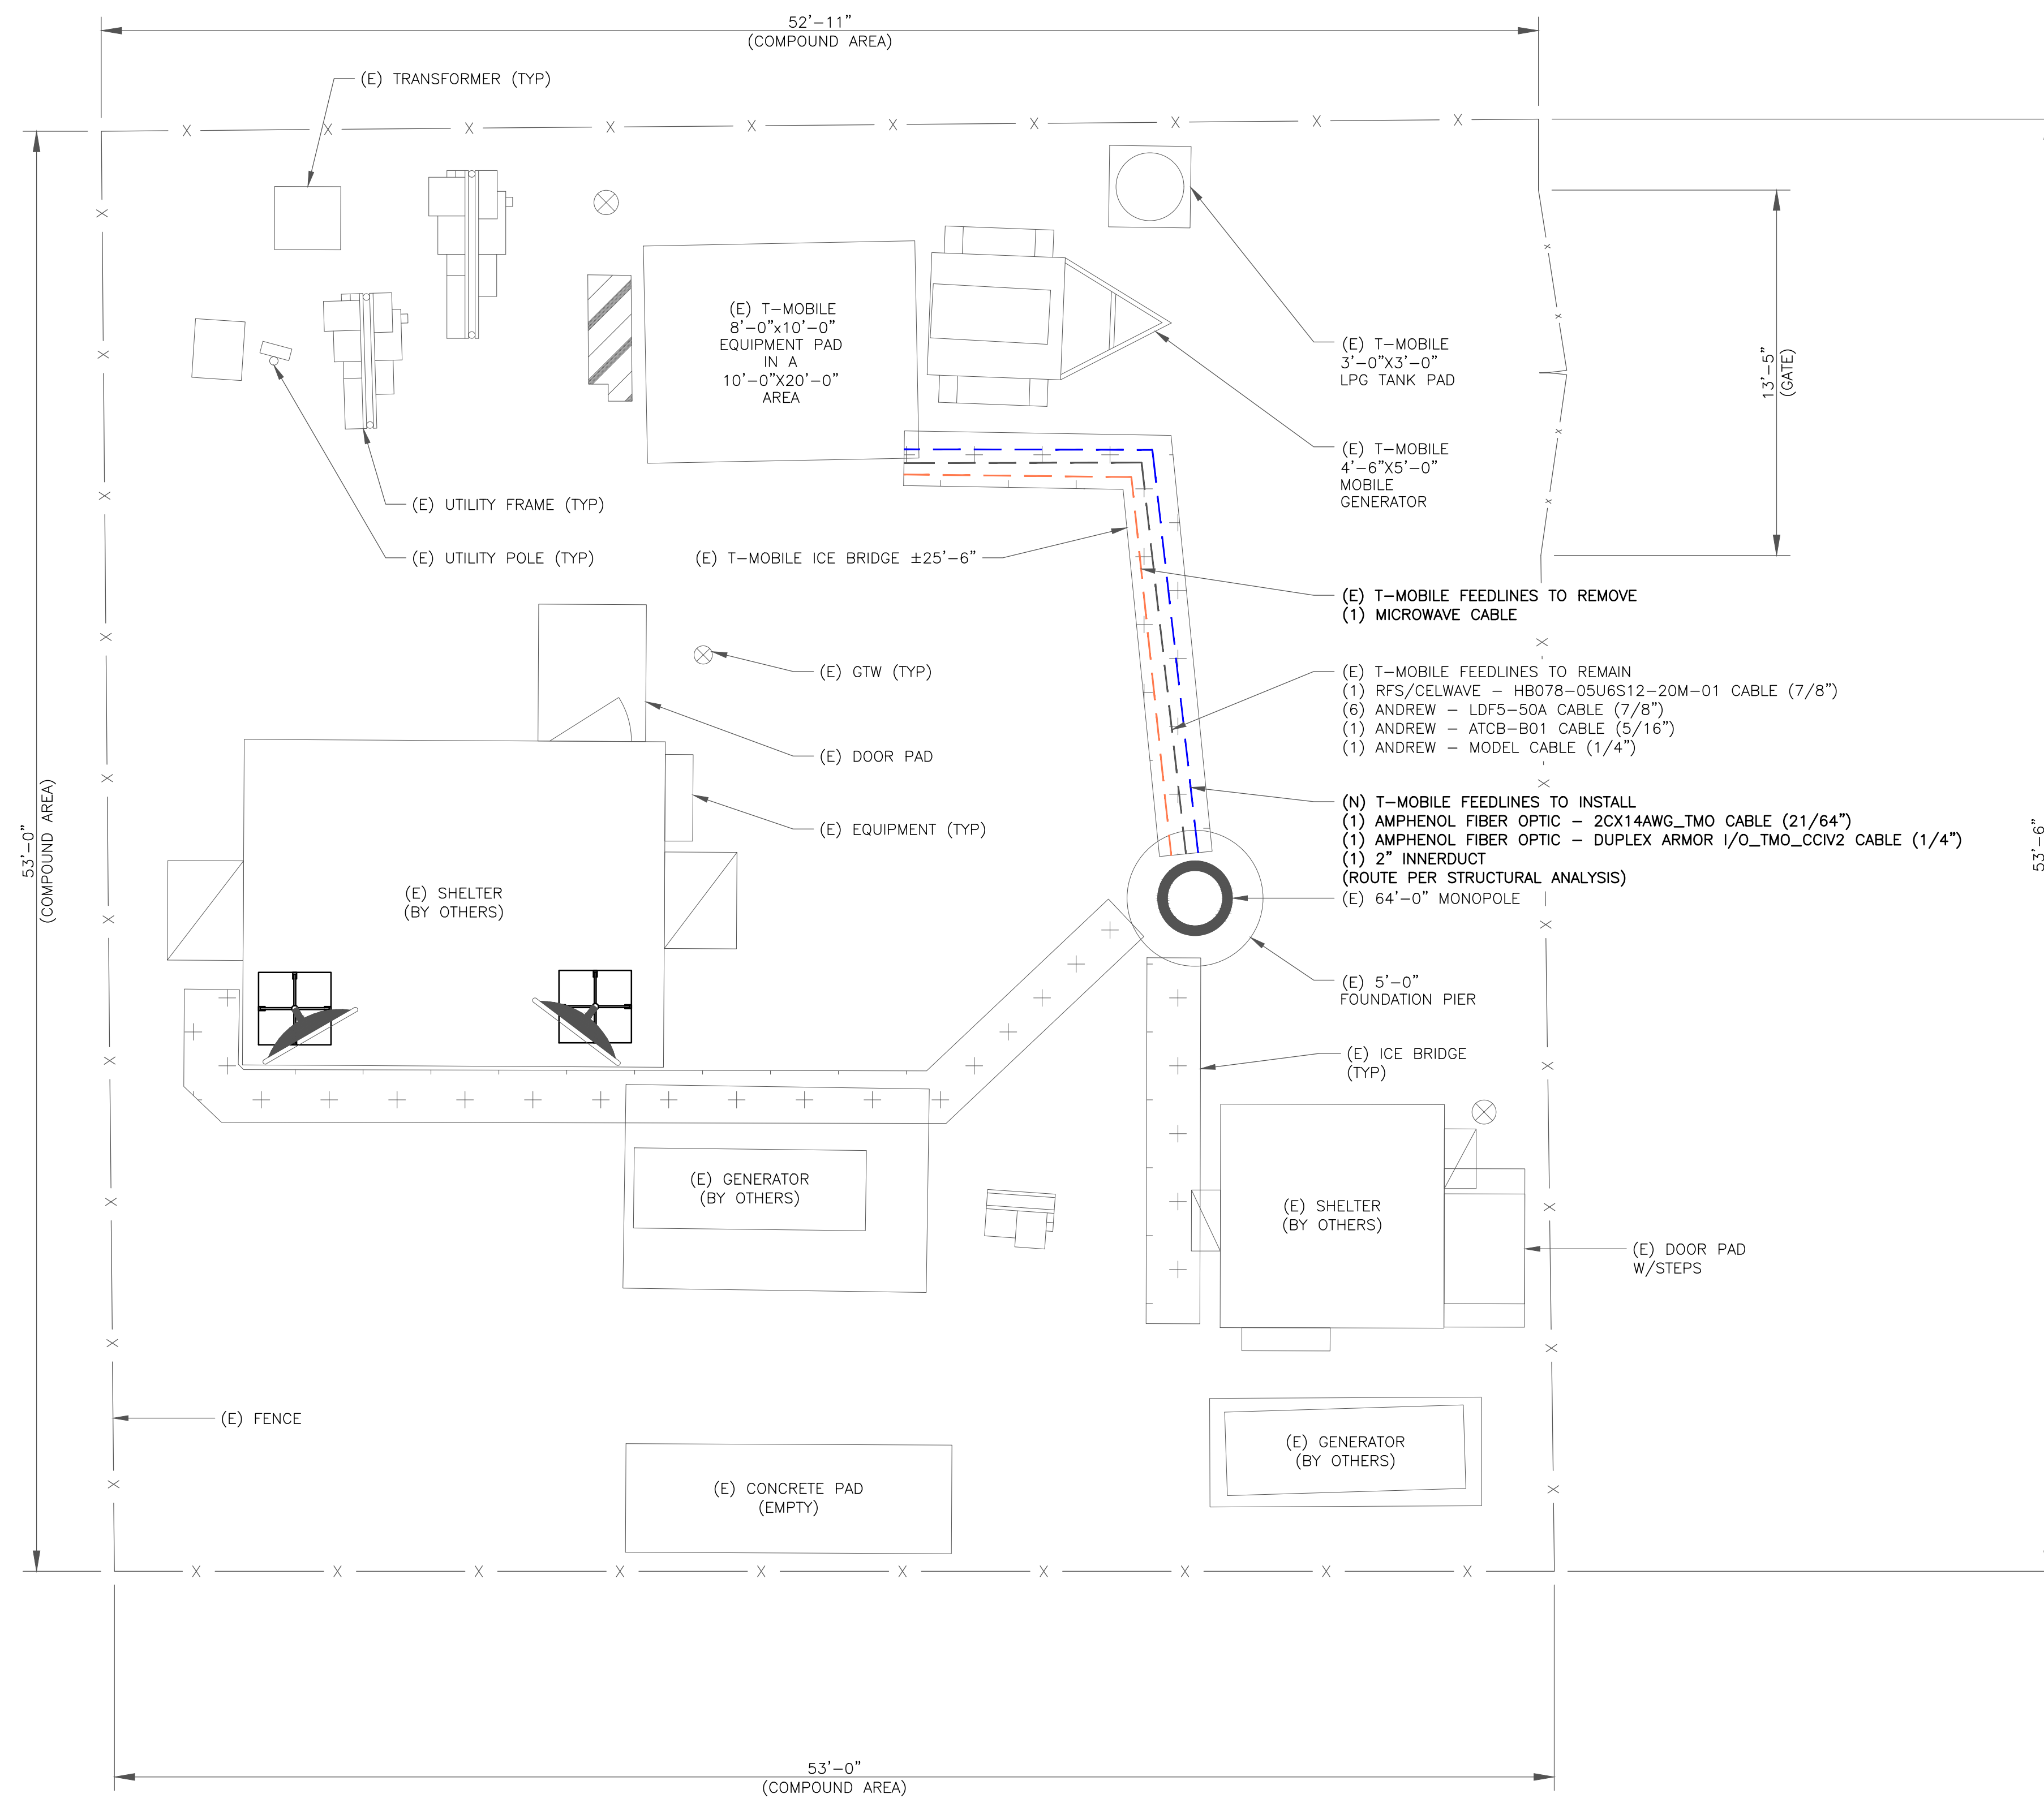 52'-11"
(COMPOUND AREA)
(E) TRANSFORMER (TYP)
(E) T-MOBILE
8'-0"x10'-0"
EQUIPMENT PAD
IN A
10'-0"X20'-0"
AREA
(E) T-MOBILE
3'-0"X3'-0"
LPG TANK PAD
13'-5"
(GATE)
(E) T-MOBILE
4'-6"X5'-0"
MOBILE
GENERATOR
(E) UTILITY FRAME (TYP)
(E) UTILITY POLE (TYP)
(E) T-MOBILE ICE BRIDGE ±25'-6"
(E) T-MOBILE FEEDLINES TO REMOVE
(1) MICROWAVE CABLE
(E) GTW (TYP)
(E) T-MOBILE FEEDLINES TO REMAIN
(1) RFS/CELWAVE - HB078-05U6S12-20M-01 CABLE (7/8")
(6) ANDREW - LDF5-50A CABLE (7/8")
(1) ANDREW - ATCB-B01 CABLE (5/16")
(1) ANDREW - MODEL CABLE (1/4")
(E) DOOR PAD
(E) EQUIPMENT (TYP)
(N) T-MOBILE FEEDLINES TO INSTALL
(1) AMPHENOL FIBER OPTIC - 2CX14AWG_TMO CABLE (21/64")
(1) AMPHENOL FIBER OPTIC - DUPLEX ARMOR I/O_TMO_CCIV2 CABLE (1/4")
(1) 2" INNERDUCT
(ROUTE PER STRUCTURAL ANALYSIS)
(E) 64'-0" MONOPOLE
53'-0"
(COMPOUND AREA)
53'-6"
(E) SHELTER
(BY OTHERS)
(E) 5'-0"
FOUNDATION PIER
(E) ICE BRIDGE
(TYP)
(E) GENERATOR
(BY OTHERS)
(E) SHELTER
(BY OTHERS)
(E) DOOR PAD
W/STEPS
(E) FENCE
(E) CONCRETE PAD
(EMPTY)
(E) GENERATOR
(BY OTHERS)
53'-0"
(COMPOUND AREA)